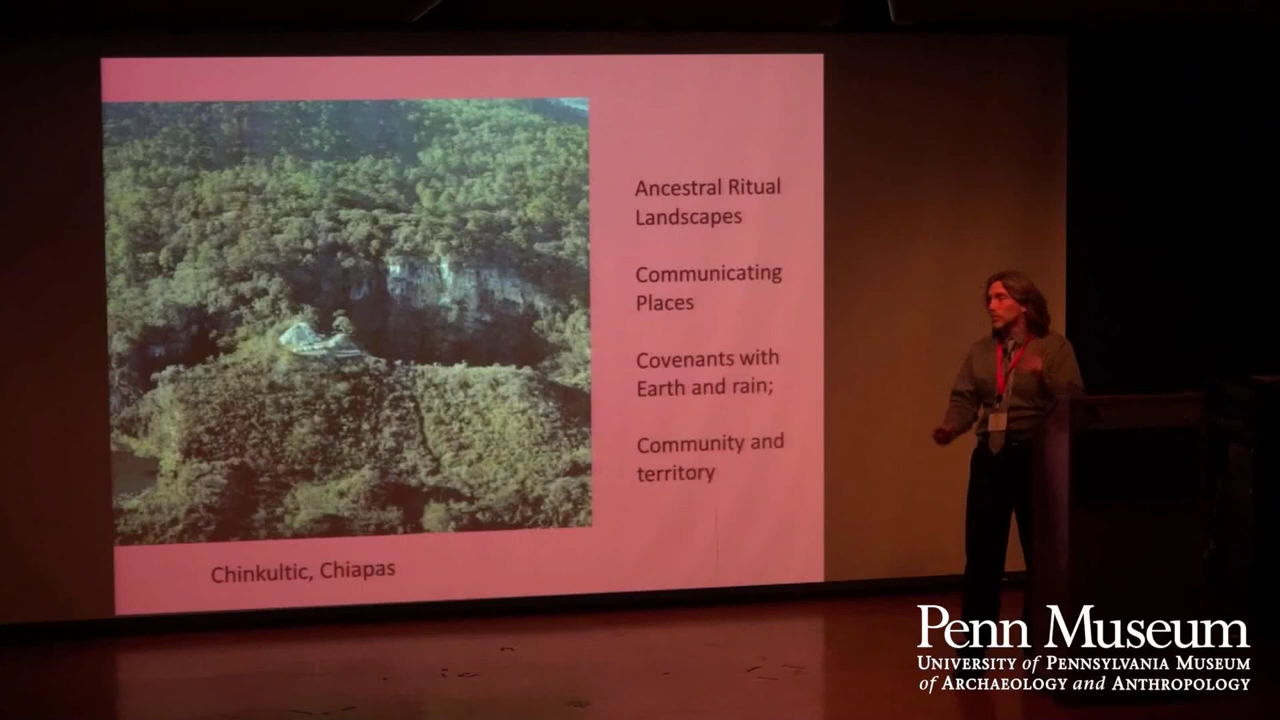 Ancestral Ritual
Landscapes
Communicating
Places
Covenants with
Earth and rain;
Community and
territory
Chinkultic, Chiapas
Penn Museum
UNIVERSITY of PENNSYLVANIA MUSEUM
of ARCHAEOLOGY and ANTHROPOLOGY